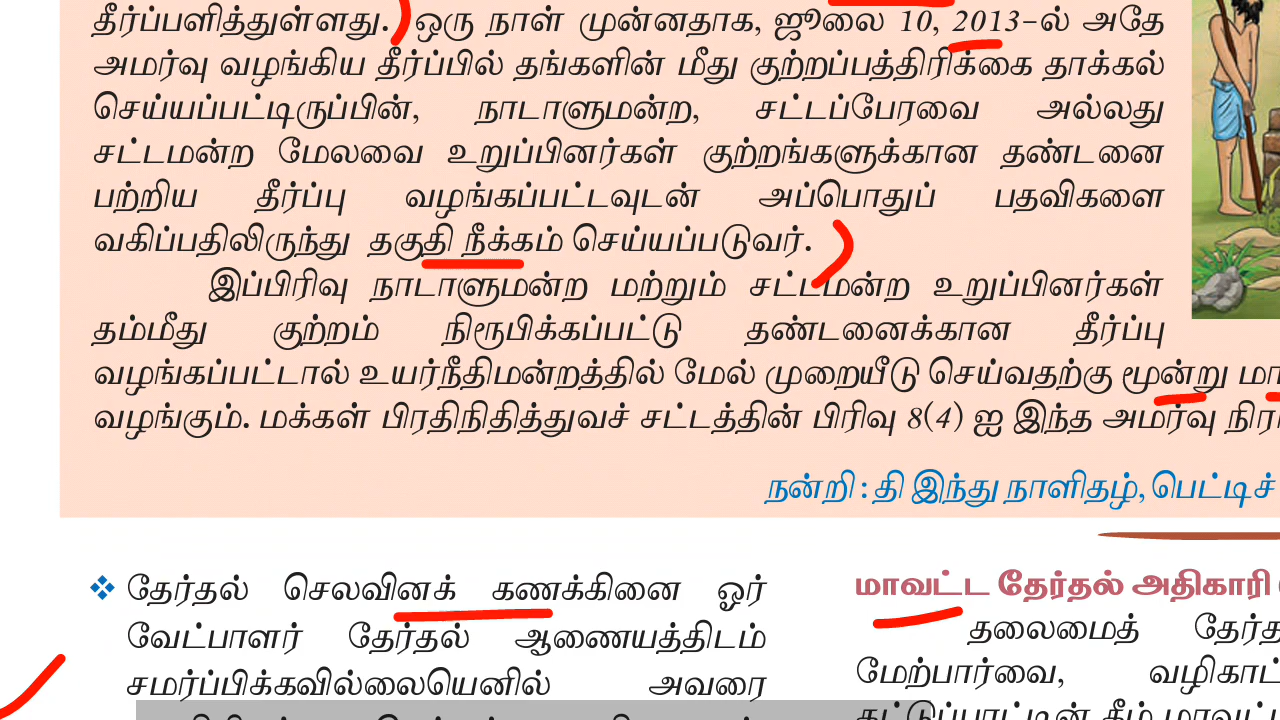 தீர்ப்பளித்துள்ளது. ஒரு நாள் முன்னதாக, ஜூலை 10, 2013-ல் அதே
அமர்வு வழங்கிய தீர்ப்பில் தங்களின் மீது குற்றப்பத்திரிக்கை தாக்கல்
செய்யப்பட்டிருப்பின், நாடாளுமன்ற, சட்டப்பேரவை அல்லது
சட்டமன்ற மேலவை உறுப்பினர்கள் குற்றங்களுக்கான தண்டனை
பற்றிய தீர்ப்பு வழங்கப்பட்டவுடன் அப்பொதுப் பதவிகளை
வகிப்பதிலிருந்து தகுதி நீக்கம் செய்யப்படுவர்.
இப்பிரிவு நாடாளுமன்ற மற்றும் சட்டமன்ற உறுப்பினர்கள்
தம்மீது குற்றம் நிரூபிக்கப்பட்டு தண்டனைக்கான தீர்ப்பு
வழங்கப்பட்டால் உயர்நீதிமன்றத்தில் மேல் முறையீடு செய்வதற்கு மூன்று
வழங்கும். மக்கள் பிரதிநிதித்துவச் சட்டத்தின் பிரிவு 8(4) ஐ இந்த அமர்வு
நன்றி : தி இந்து நாளிதழ், பெட்டிச்
தேர்தல் செலவினக் கணக்கினை ஓர்
வேட்பாளர் தேர்தல் ஆணையத்திடம்
சமர்ப்பிக்கவில்லையெனில் அவரை
மாவட்ட தேர்தல் அதிகாரி
தலைமைத்
மேற்பார்வை,